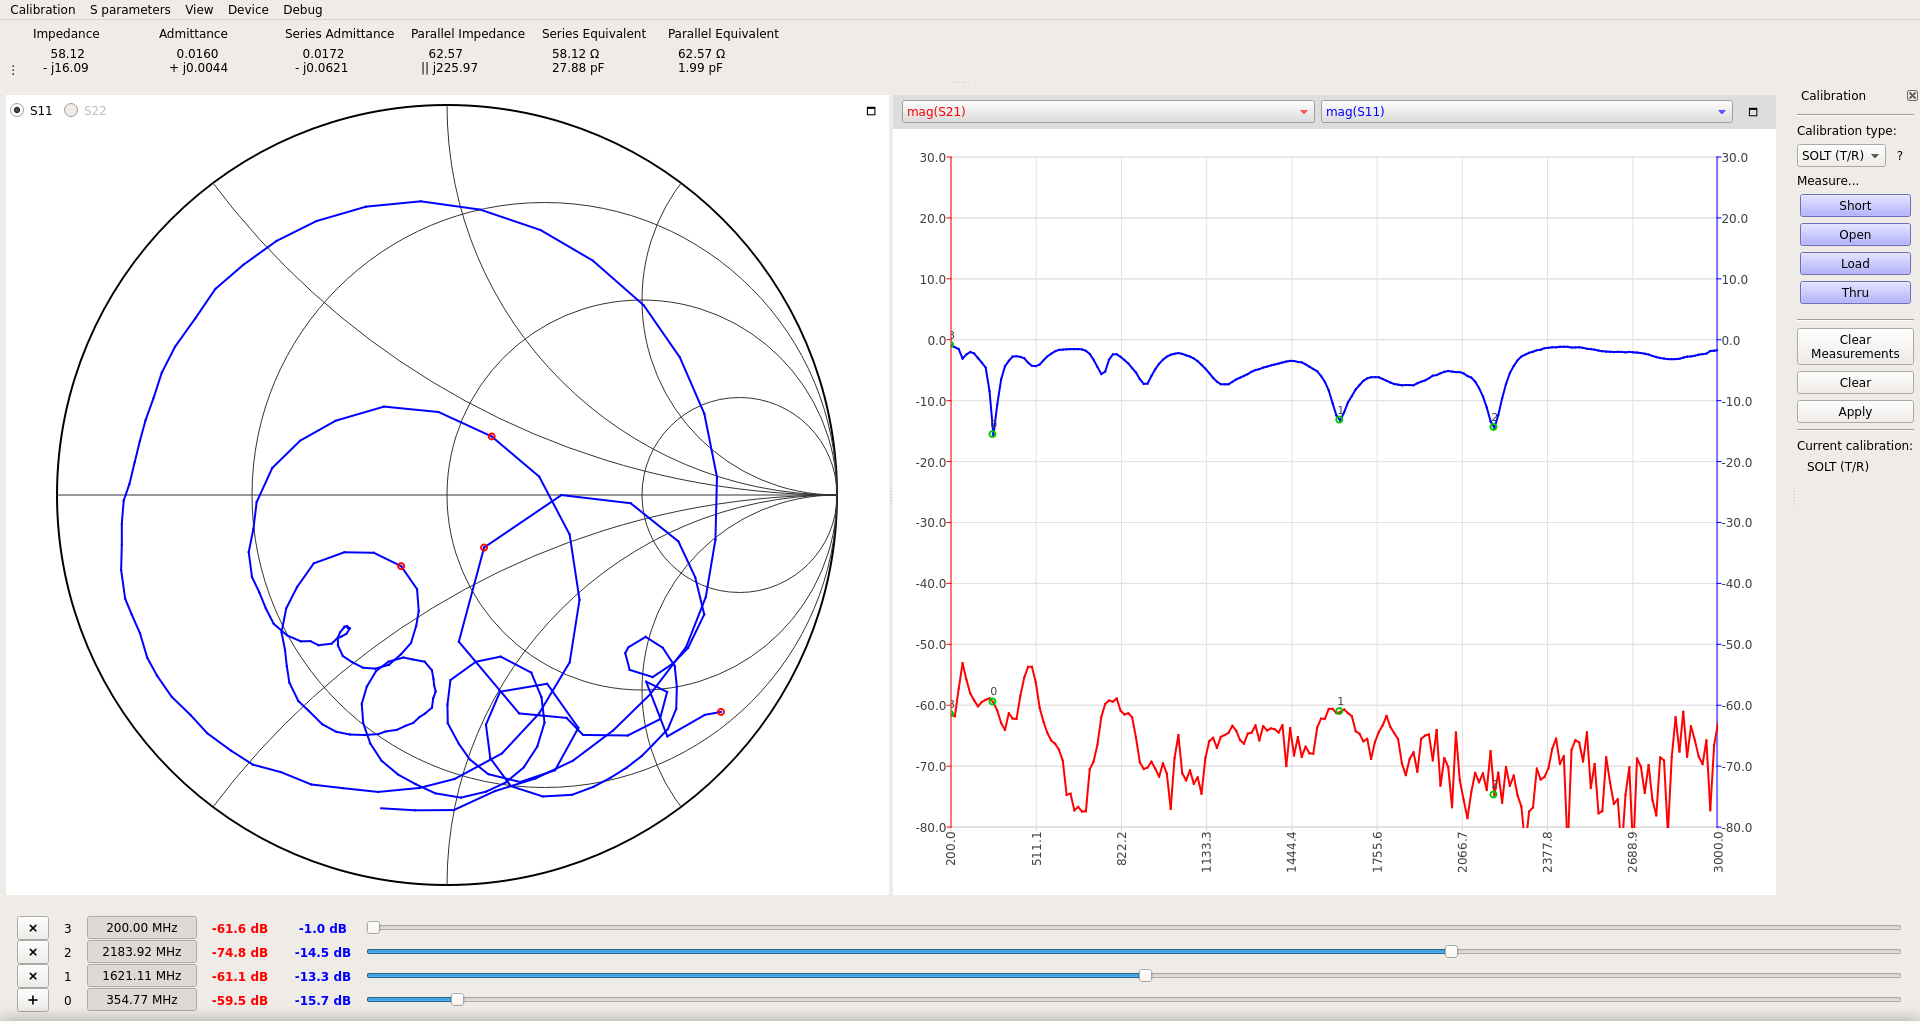 Calibration S parameters View Device Debug
Impedance Admittance Series Admittance Parallel Impedance Series Equivalent Parallel Equivalent
58.12 0.0160 0.0172 62.57 58.12 Ω 62.57 Ω
- j16.09 + j0.0044 - j0.0621 || j225.97 27.88 pF 1.99 pF
S11 S22
mag(S21) mag(S11)
30.0 30.0
20.0 20.0
10.0 10.0
0.0 0.0
-10.0 -10.0
-20.0 -20.0
-30.0 -30.0
-40.0 -40.0
-50.0 -50.0
-60.0 -60.0
-70.0 -70.0
-80.0 -80.0
1
2
0
1
200.0 511.1 822.2 1133.3 1444.4 1755.6 2066.7 2377.8 2688.9 3000.0
Calibration
Calibration type:
SOLT (T/R) ?
Measure...
Short
Open
Load
Thru
Clear
Measurements
Clear
Apply
Current calibration:
SOLT (T/R)
× 3 200.00 MHz -61.6 dB -1.0 dB
× 2 2183.92 MHz -74.8 dB -14.5 dB
× 1 1621.11 MHz -61.1 dB -13.3 dB
+ 0 354.77 MHz -59.5 dB -15.7 dB